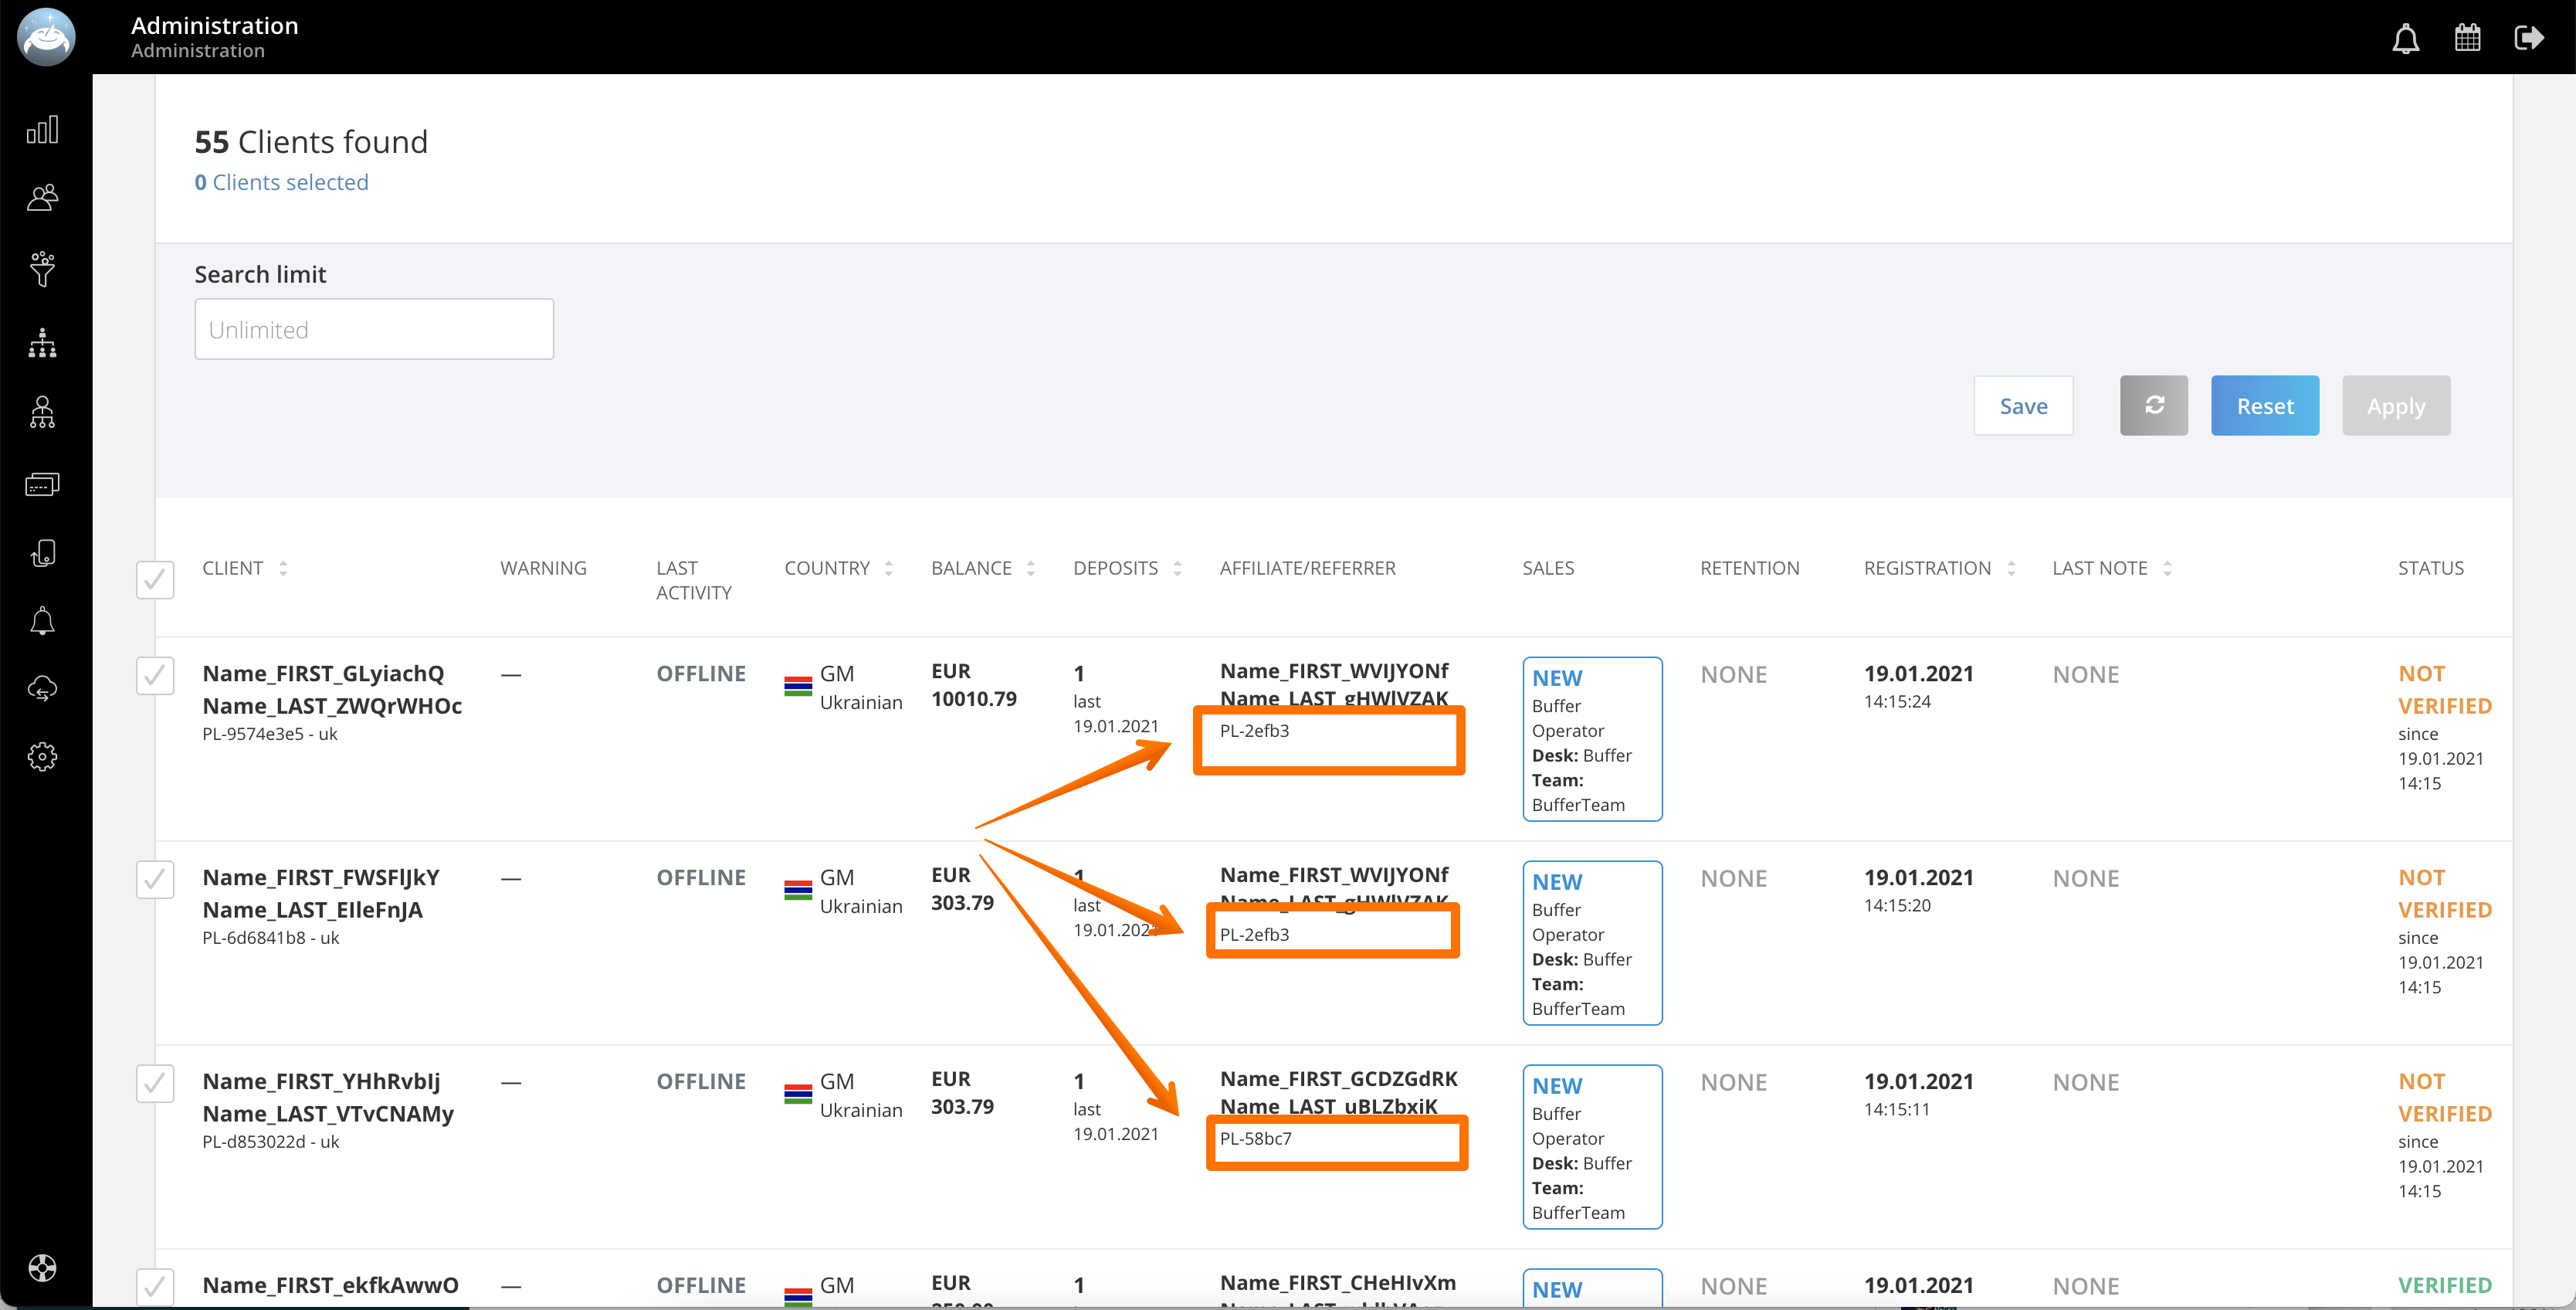 Administration
Administration
55 Clients found
0 Clients selected
Search limit
Unlimited
Save
Reset
Apply
CLIENT WARNING LAST ACTIVITY COUNTRY BALANCE DEPOSITS AFFILIATE/REFERRER SALES RETENTION REGISTRATION LAST NOTE STATUS
Name_FIRST_GLyiachQ
Name_LAST_ZWQrWHOc
PL-9574e3e5 - uk
—
OFFLINE
GM
Ukrainian
EUR
10010.79
1
last
19.01.2021
Name_FIRST_WVIJYONf
Name_LAST_gHWlVZAK
PL-2efb3
NEW
Buffer
Operator
Desk: Buffer
Team:
BufferTeam
NONE
19.01.2021
14:15:24
NONE
NOT
VERIFIED
since
19.01.2021
14:15
Name_FIRST_FWSFlJkY
Name_LAST_EIleFnJA
PL-6d6841b8 - uk
—
OFFLINE
GM
Ukrainian
EUR
303.79
1
last
19.01.2021
Name_FIRST_WVIJYONf
Name_LAST_gHWlVZAK
PL-2efb3
NEW
Buffer
Operator
Desk: Buffer
Team:
BufferTeam
NONE
19.01.2021
14:15:20
NONE
NOT
VERIFIED
since
19.01.2021
14:15
Name_FIRST_YHhRvbIj
Name_LAST_VTvCNAMy
PL-d853022d - uk
—
OFFLINE
GM
Ukrainian
EUR
303.79
1
last
19.01.2021
Name_FIRST_GCDZGdRK
Name_LAST_uBLZbxiK
PL-58bc7
NEW
Buffer
Operator
Desk: Buffer
Team:
BufferTeam
NONE
19.01.2021
14:15:11
NONE
NOT
VERIFIED
since
19.01.2021
14:15
Name_FIRST_ekfkAwwO
—
OFFLINE
GM
EUR
1
Name_FIRST_CHeHIvXm
NEW
NONE
19.01.2021
NONE
VERIFIED